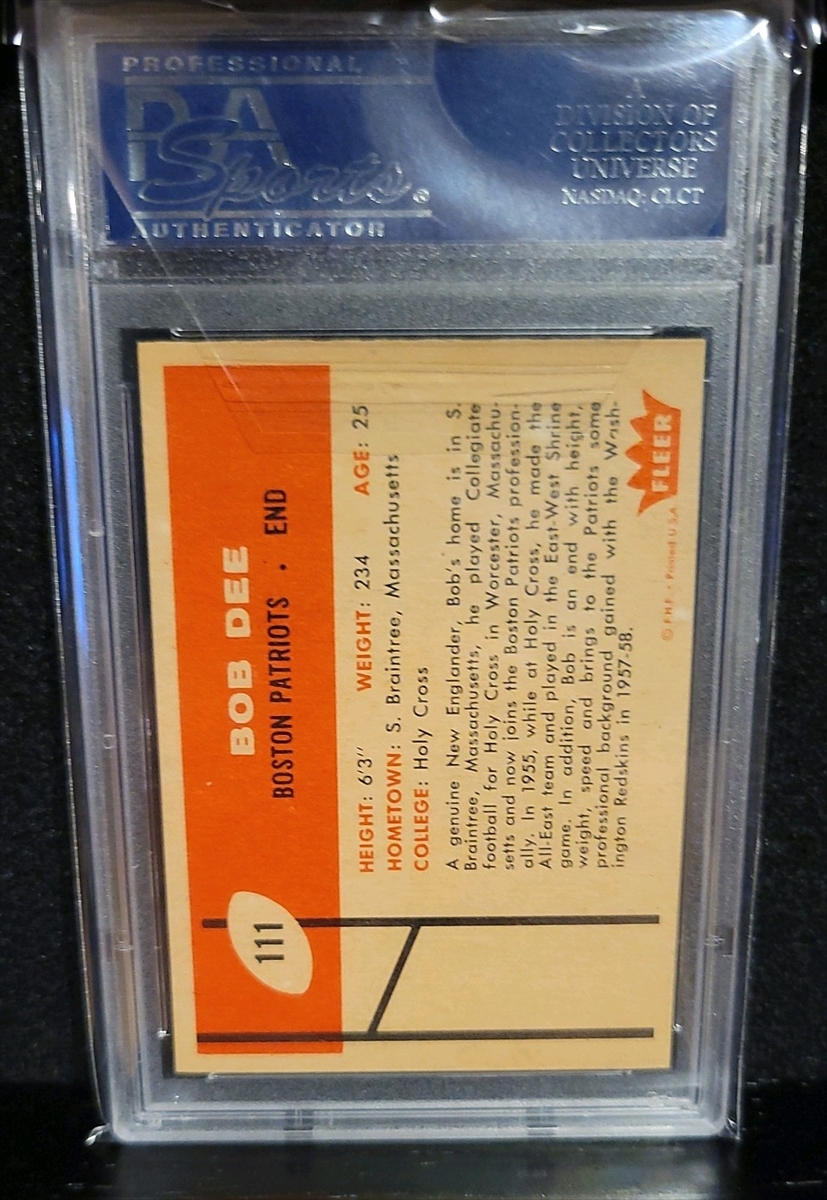 PROFESSIONAL
PSA
Sports®
AUTHENTICATOR
A
DIVISION OF
COLLECTORS
UNIVERSE
NASDAQ: CLCT
111
BOB DEE
BOSTON PATRIOTS • END
HEIGHT: 6'3" WEIGHT: 234 AGE: 25
HOMETOWN: S. Braintree, Massachusetts
COLLEGE: Holy Cross
A genuine New Englander, Bob's home is in S.
Braintree, Massachusetts, he played Collegiate
football for Holy Cross in Worcester, Massachu-
setts and now joins the Boston Patriots profession-
ally. In 1955, while at Holy Cross, he made the
All-East team and played in the East-West Shrine
game. In addition, Bob is an end with height,
weight, speed and brings to the Patriots some
professional background gained with the Wash-
ington Redskins in 1957-58.
© F.H.F. • Printed U.S.A.
FLEER